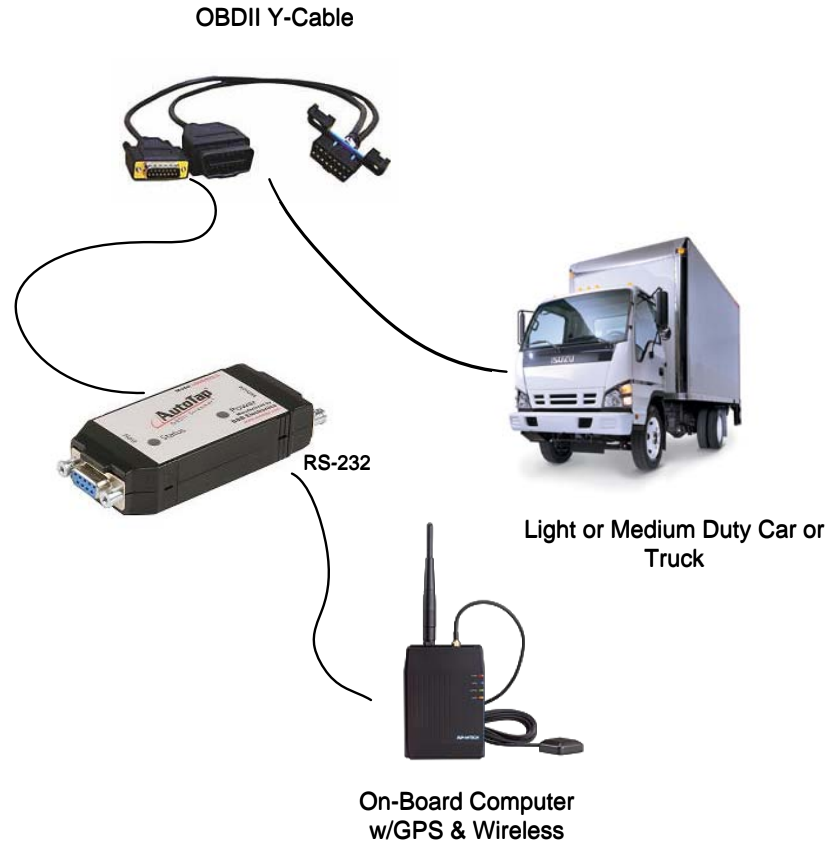 OBDII Y-Cable
ISUZU
AutoTap
Status
Power
RS-232
Light or Medium Duty Car or
Truck
On-Board Computer
w/GPS & Wireless